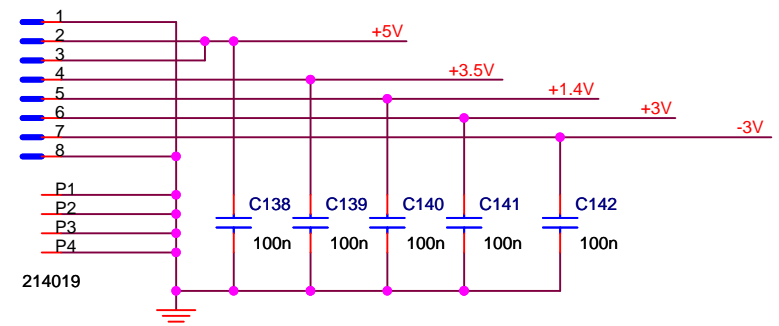 1
2
+5V
3
4
+3.5V
5
+1.4V
6
+3V
7
-3V
8
P1
C138
C139
C140
C141
C142
P2
P3
100n
100n
100n
100n
100n
P4
214019